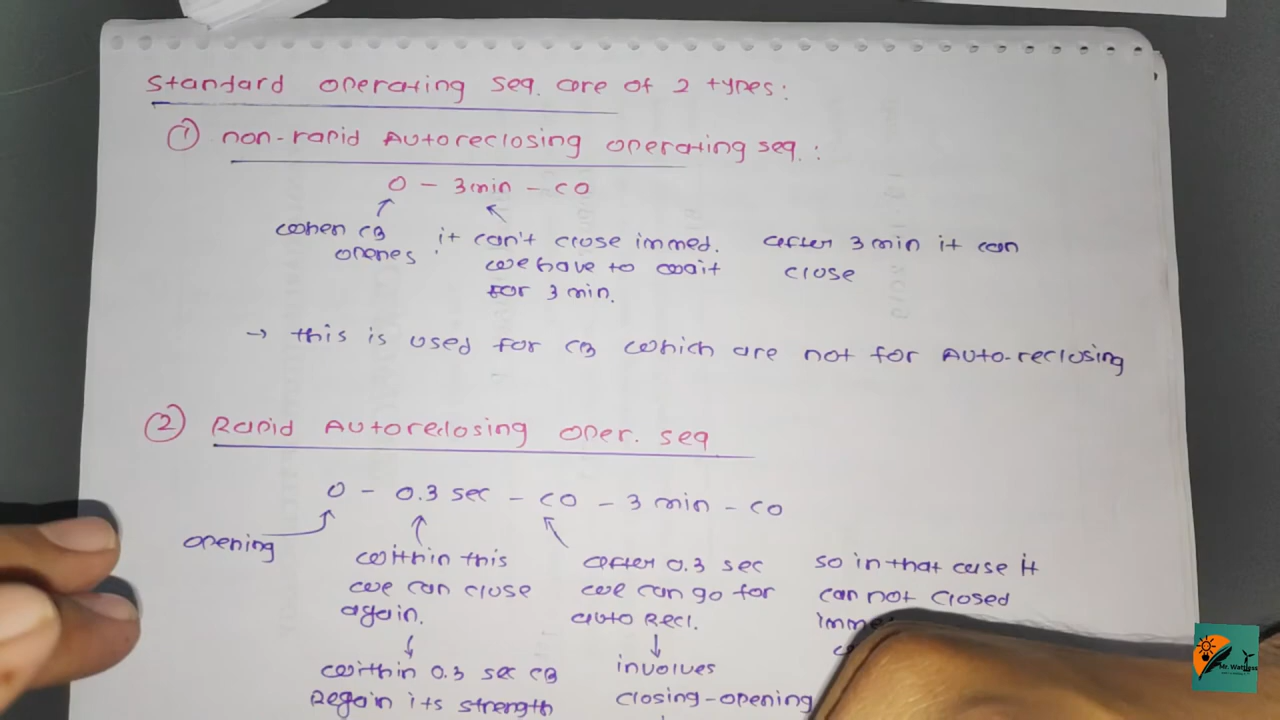 Standard operating seq. are of 2 types:
① non-rapid Autoreclosing operating seq. :
O - 3min - CO
when CB openes
it can't close immed. we have to wait for 3 min.
after 3 min it can close
→ this is used for CB which are not for Auto-reclosing
② Rapid Autoreclosing oper. seq
O - 0.3 sec - CO - 3 min - CO
opening
within this we can close again.
within 0.3 sec CB Regain its strength
after 0.3 sec we can go for auto Recl.
involves closing-opening
so in that case it can not closed
Mr. Wattless